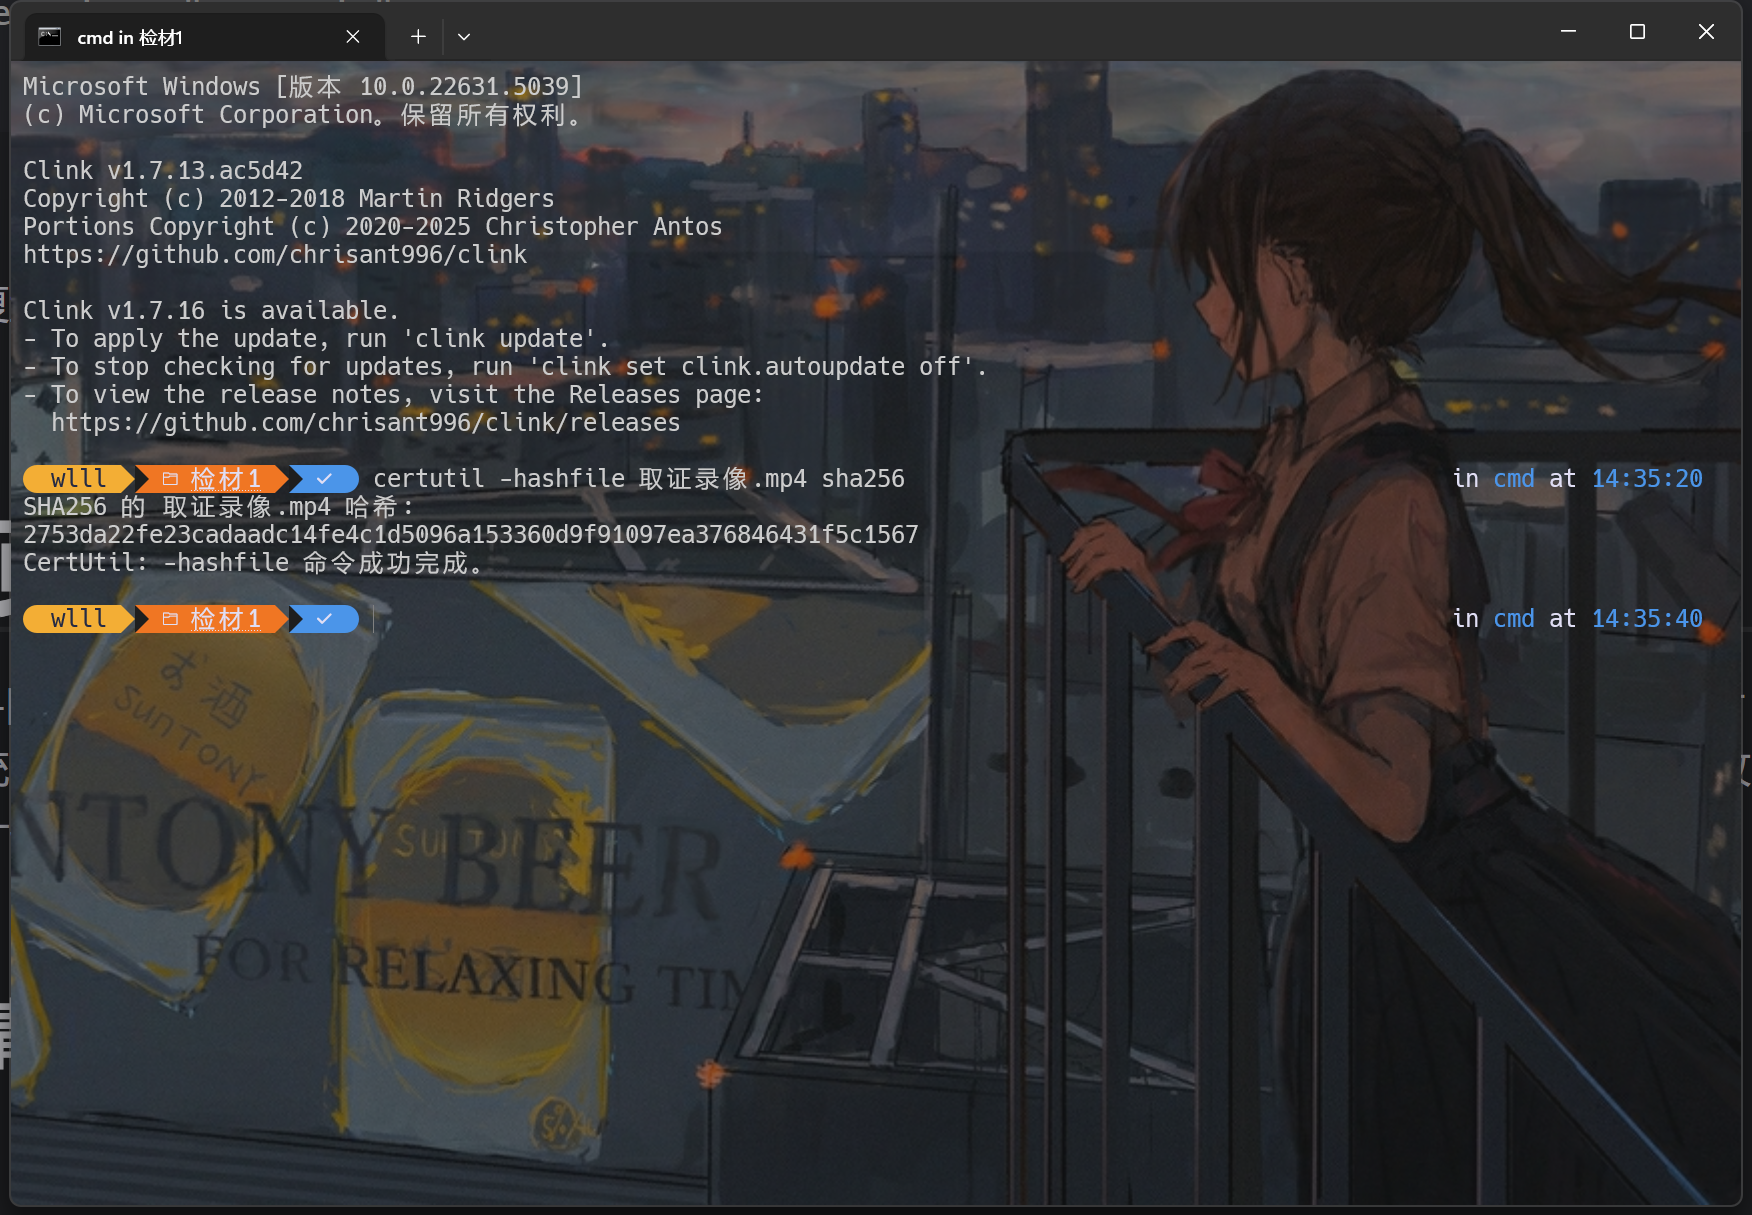 cmd in 检材1
Microsoft Windows [版本 10.0.22631.5039]
(c) Microsoft Corporation。保留所有权利。
Clink v1.7.13.ac5d42
Copyright (c) 2012-2018 Martin Ridgers
Portions Copyright (c) 2020-2025 Christopher Antos
https://github.com/chrisant996/clink
Clink v1.7.16 is available.
- To apply the update, run 'clink update'.
- To stop checking for updates, run 'clink set clink.autoupdate off'.
- To view the release notes, visit the Releases page:
https://github.com/chrisant996/clink/releases
wlll 检材1 certutil -hashfile 取证录像.mp4 sha256 in cmd at 14:35:20
SHA256 的 取证录像.mp4 哈希:
2753da22fe23cadaadc14fe4c1d5096a153360d9f91097ea376846431f5c1567
CertUtil: -hashfile 命令成功完成。
wlll 检材1 in cmd at 14:35:40
お酒
SUNTONY
SUNTONY
NTONY BEER
FOR RELAXING TIM